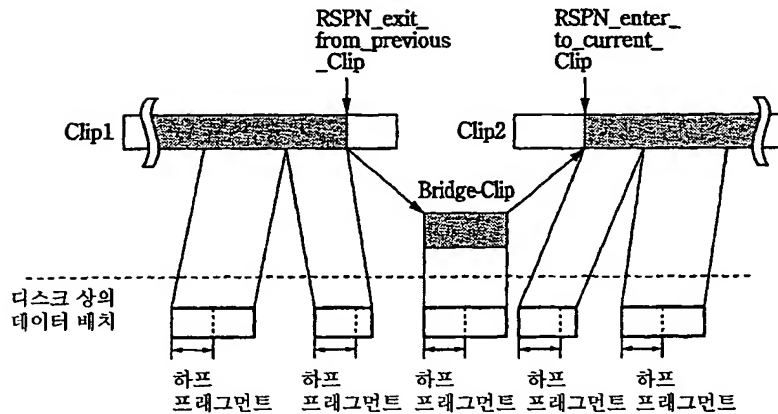 RSPN_exit_
from_previous
_Clip
RSPN_enter_
to_current_
Clip
Clip1
Clip2
Bridge-Clip
디스크 상의
데이터 배치
하프
프래그먼트
하프
프래그먼트
하프
프래그먼트
하프
프래그먼트
하프
프래그먼트